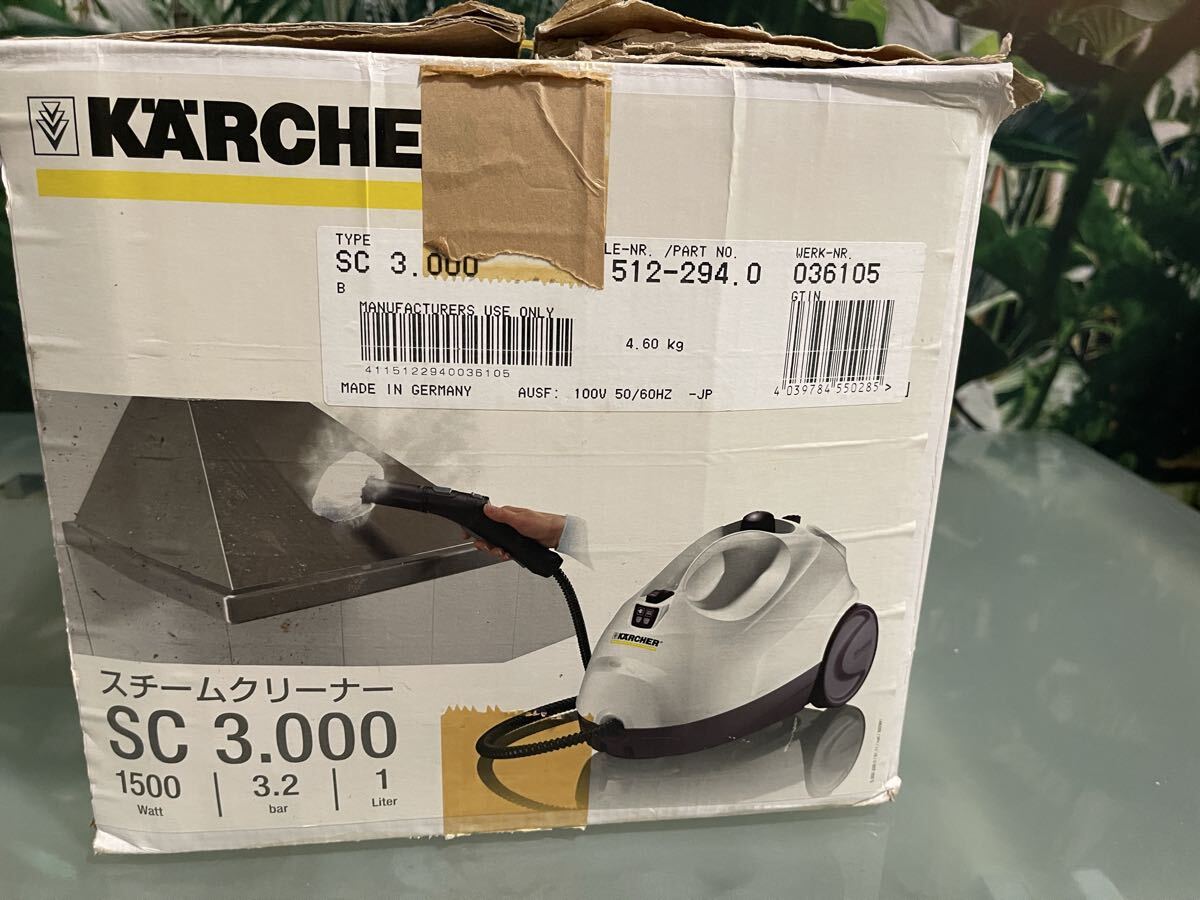 KÄRCHE
TYPE
SC 3.000
B
LE-NR. /PART NO.
512-294.0
WERK-NR.
036105
GTIN
MANUFACTURERS USE ONLY
4115122940036105
4.60 kg
4 039784 550285 >
MADE IN GERMANY AUSF: 100V 50/60HZ -JP
KÄRCHER
スチームクリーナー
SC 3.000
1500 | 3.2 | 1
Watt bar Liter